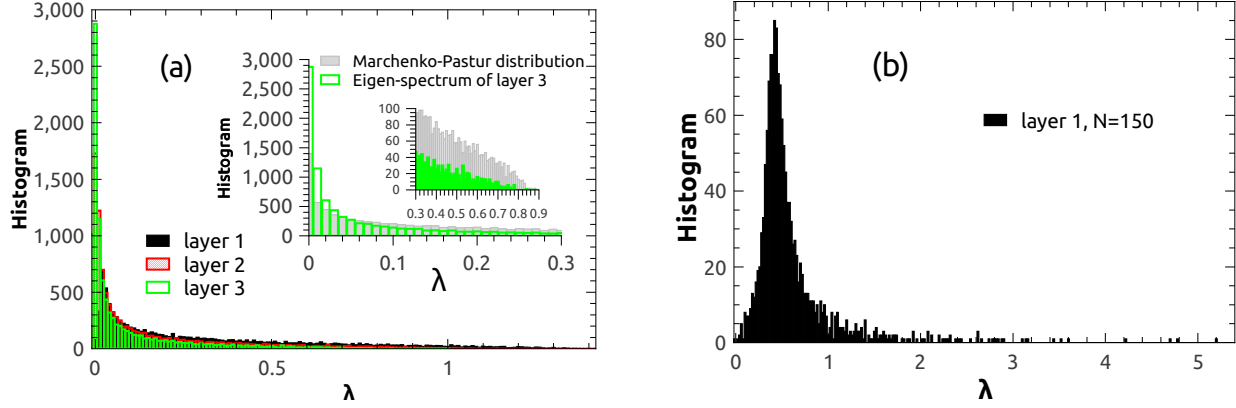 3,000
2,500
2,000
1,500
1,000
500
0
Histogram
0
0.5
1
λ
(a)
layer 1
layer 2
layer 3
3,000
2,500
2,000
1,500
1,000
500
0
Histogram
0
0.1
0.2
0.3
λ
Marchenko-Pastur distribution
Eigen-spectrum of layer 3
100
80
60
40
20
0
0.3 0.4 0.5 0.6 0.7 0.8 0.9
80
60
40
20
0
Histogram
(b)
layer 1, N=150
0
1
2
3
4
5
λ